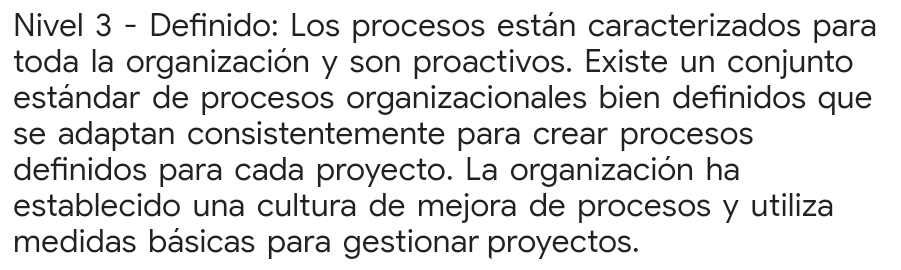 Nivel 3 - Definido: Los procesos están caracterizados para
toda la organización y son proactivos. Existe un conjunto
estándar de procesos organizacionales bien definidos que
se adaptan consistentemente para crear procesos
definidos para cada proyecto. La organización ha
establecido una cultura de mejora de procesos y utiliza
medidas básicas para gestionar proyectos.